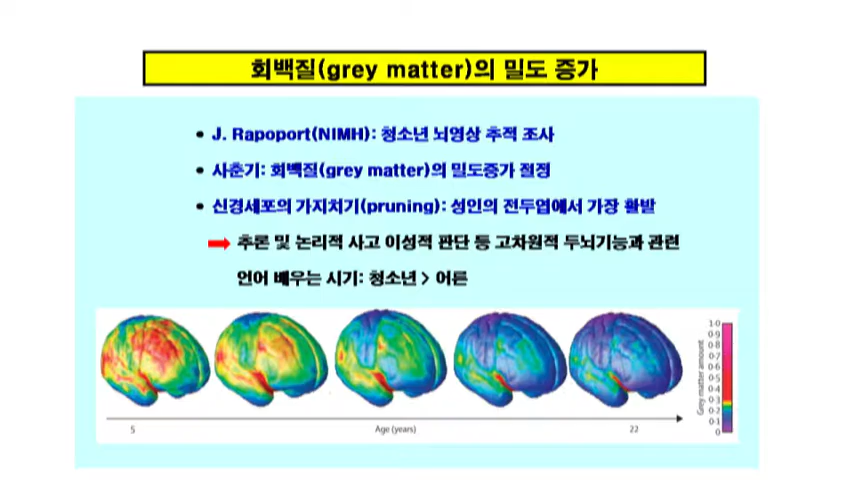 회백질(grey matter)의 밀도 증가
• J. Rapoport(NIMH): 청소년 뇌영상 추적 조사
• 사춘기: 회백질(grey matter)의 밀도증가 절정
• 신경세포의 가지치기(pruning): 성인의 전두엽에서 가장 활발
➡ 추론 및 논리적 사고 이성적 판단 등 고차원적 두뇌기능과 관련
언어 배우는 시기: 청소년 > 어른
1·0
0·9
0·8
0·7
0·6
0·5
0·4
0·3
0·2
0·1
0
Grey matter amount
5
Age (years)
22